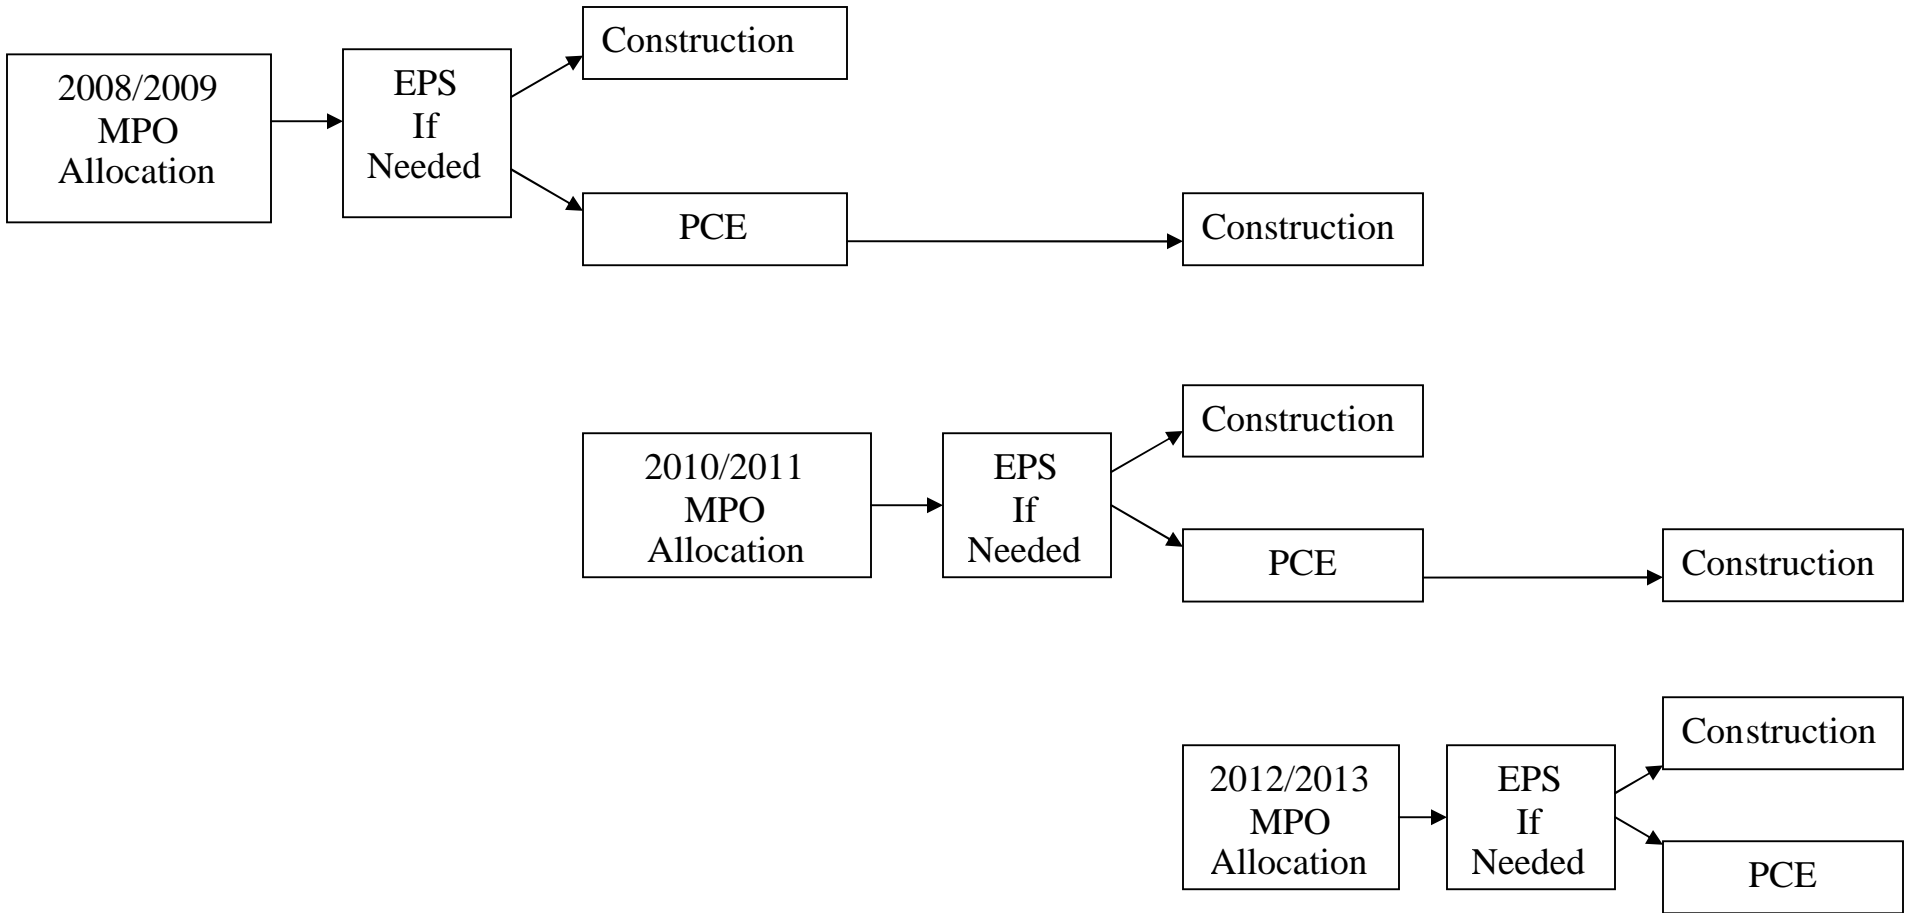 Construction
2008/2009
MPO
Allocation
EPS
If
Needed
PCE
Construction
Construction
2010/2011
MPO
Allocation
EPS
If
Needed
PCE
Construction
Construction
2012/2013
MPO
Allocation
EPS
If
Needed
PCE